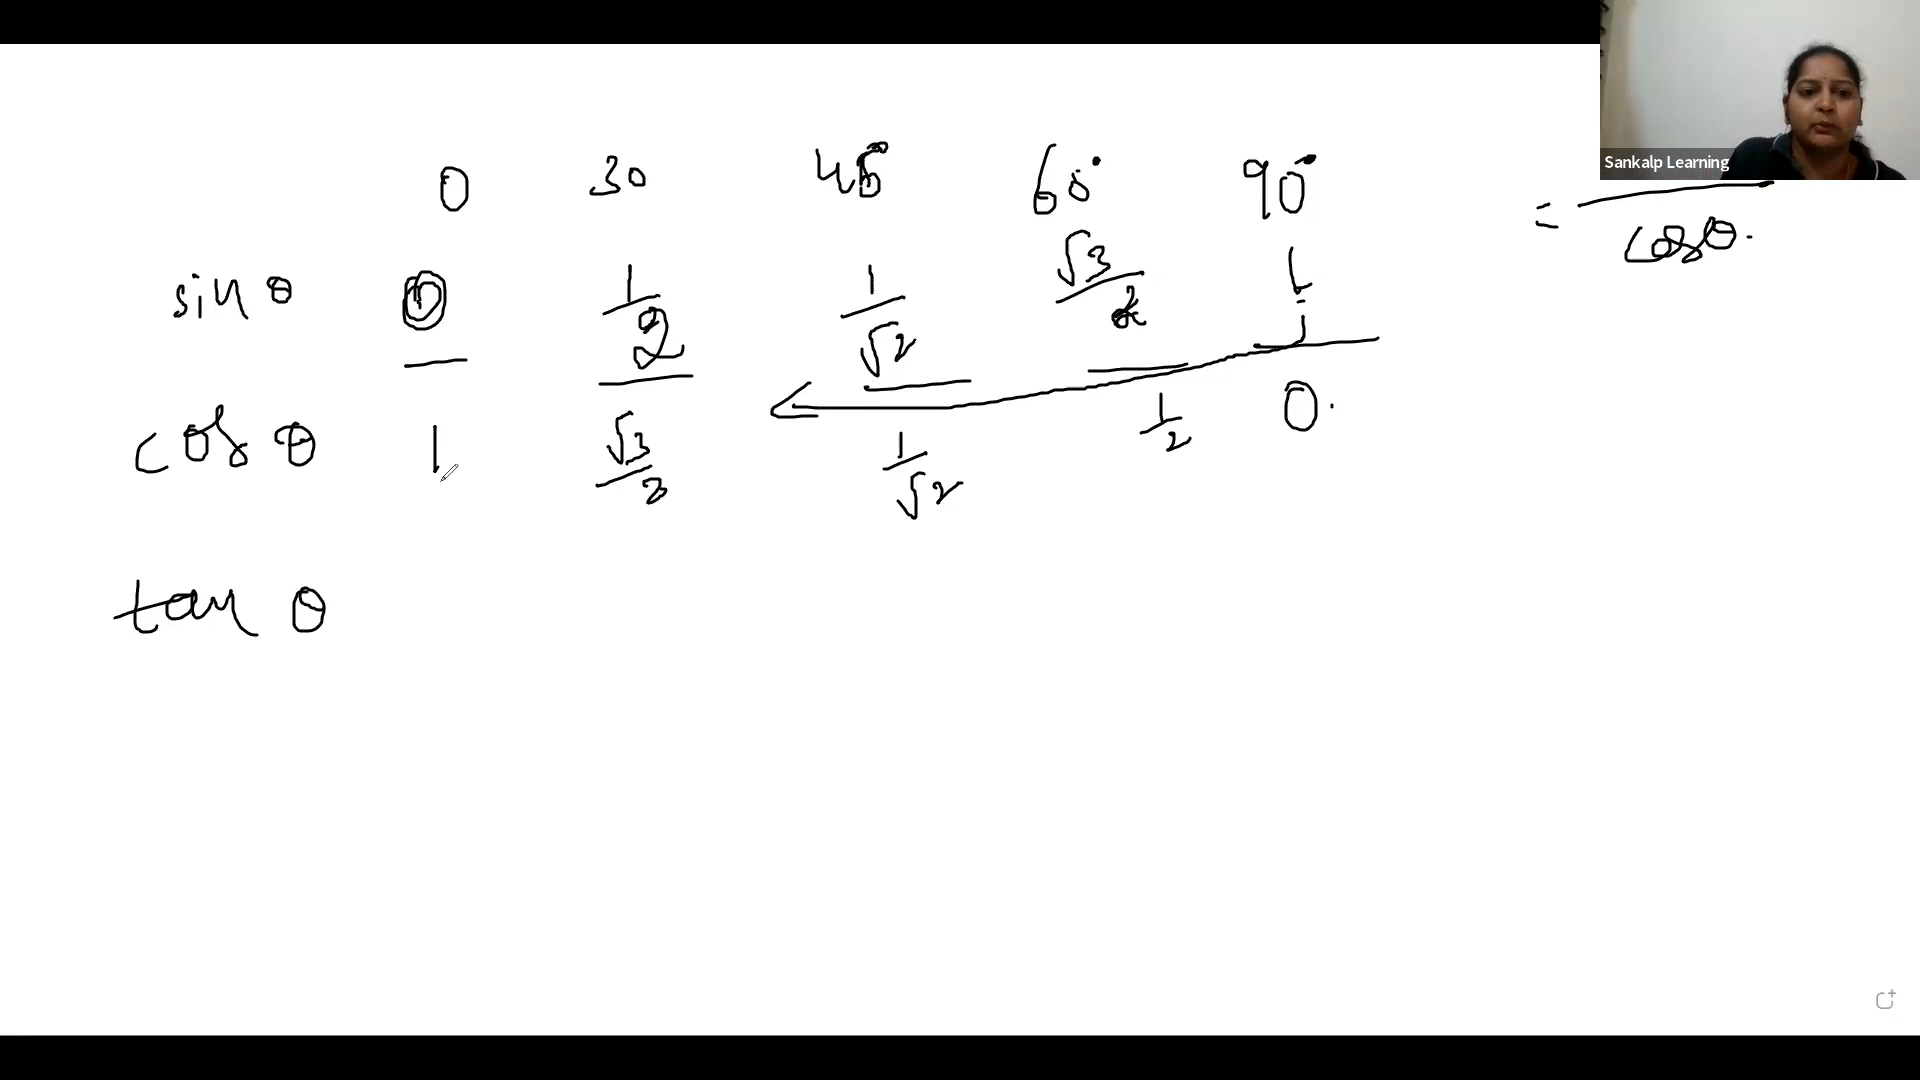 0 30 45° 60° 90°
sin θ 0 1/2 1/√2 √3/2 1
cos θ 1 √3/2 1/√2 1/2 0.
tan θ
= 
cosθ.
Sankalp Learning